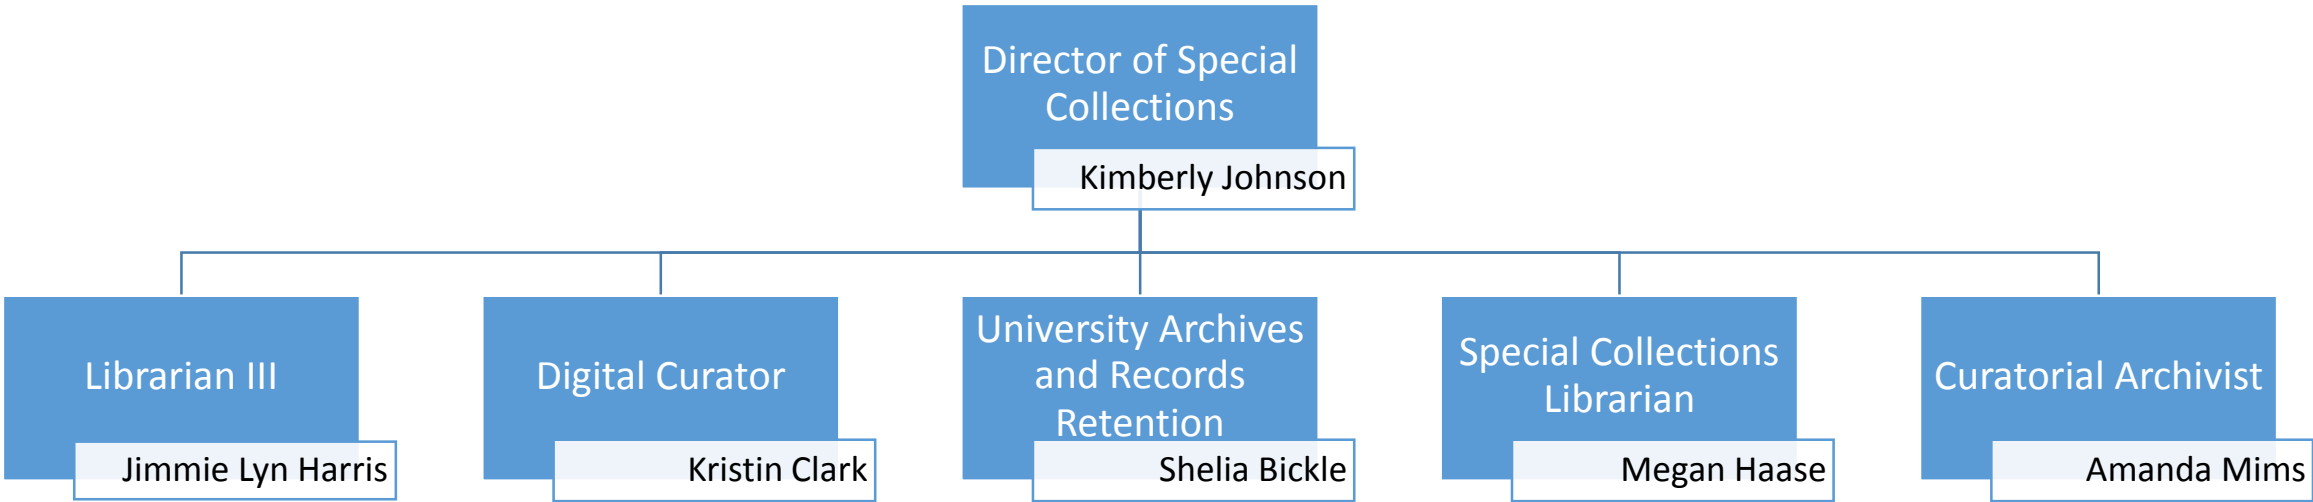 Director of Special
Collections
Kimberly Johnson
Librarian III
Jimmie Lyn Harris
Digital Curator
Kristin Clark
University Archives
and Records
Retention
Shelia Bickle
Special Collections
Librarian
Megan Haase
Curatorial Archivist
Amanda Mims